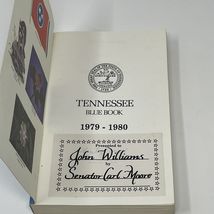 TENNESSEE
BLUE BOOK
1979 - 1980
Presented to
John Williams
by
Senator Carl Moore